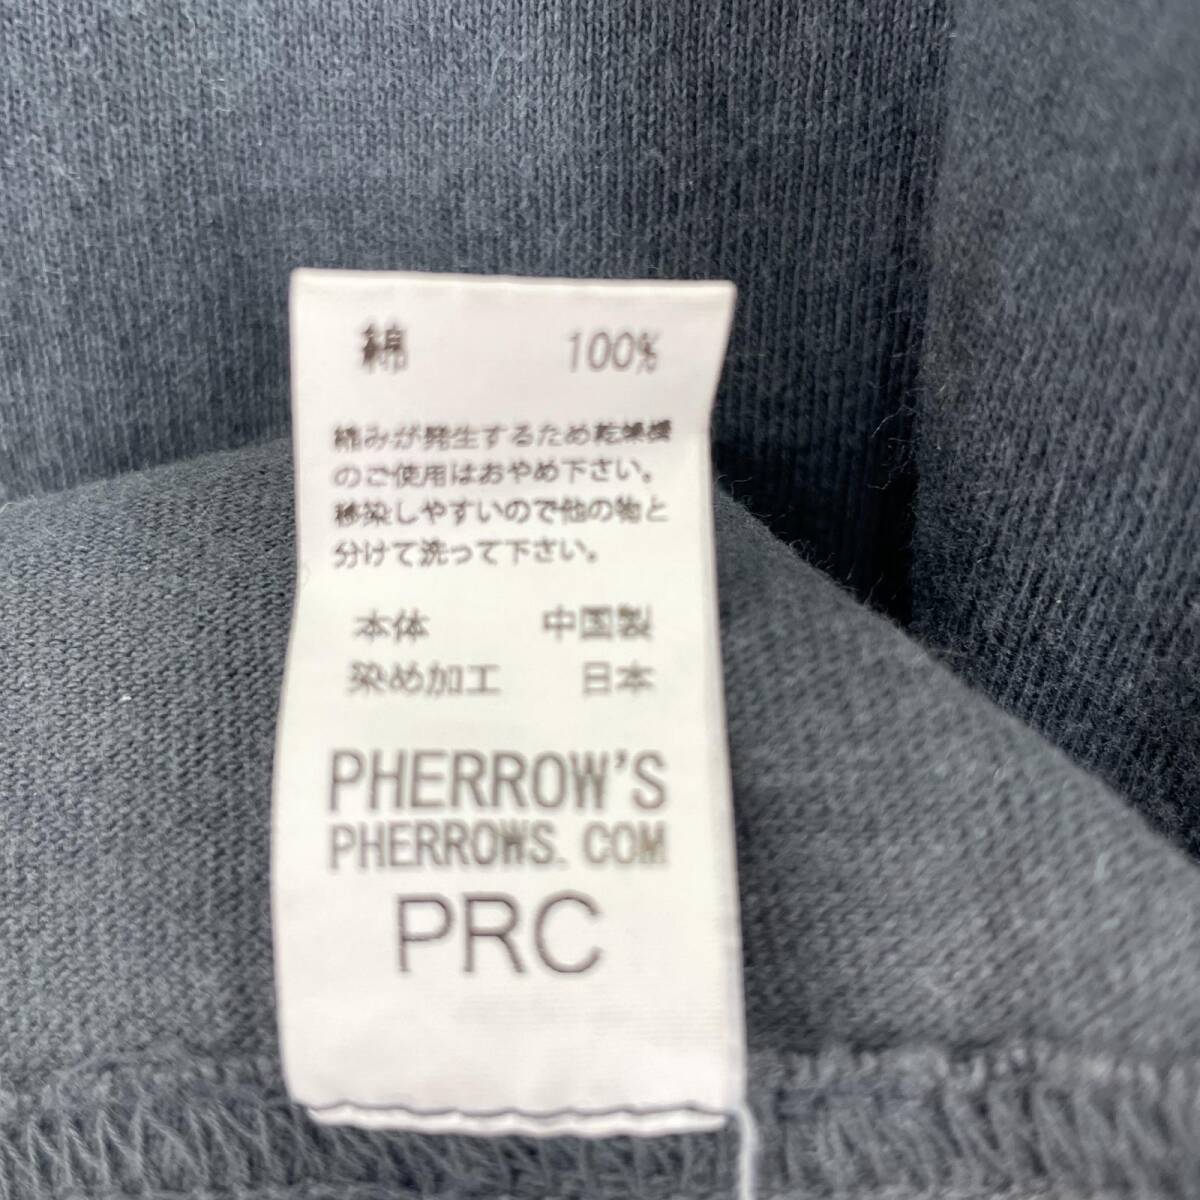 綿 100%
縮みが発生するため乾燥機
のご使用はおやめ下さい。
移染しやすいので他の物と
分けて洗って下さい。
本体 中国製
染め加工 日本
PHERROW'S
PHERROWS.COM
PRC